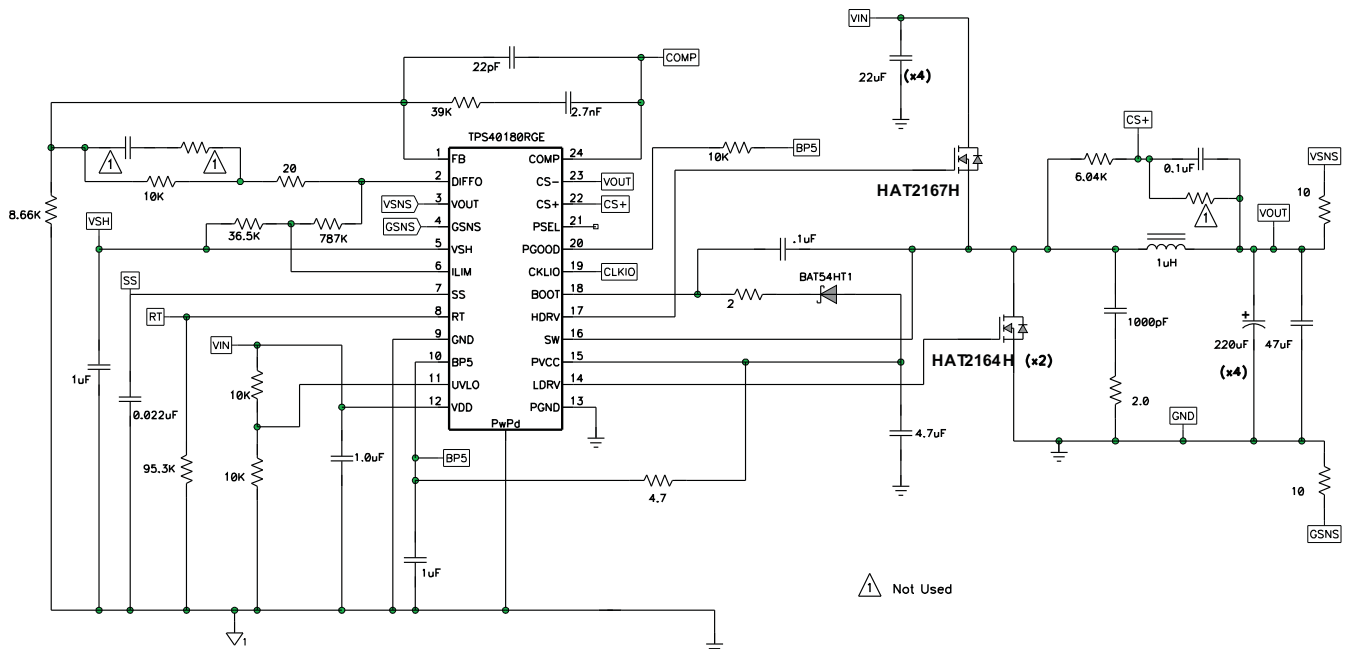 VIN
22uF (x4)
22pF
COMP
39K
2.7nF
TPS40180RGE
CS+
1
1
10K
20
10K
BP5
HAT2167H
6.04K
0.1uF
1
VSNS
10
VOUT
8.66K
VSNS
GSNS
VSH
36.5K
787K
1 FB
2 DIFFO
3 VOUT
4 GSNS
5 VSH
6 ILIM
7 SS
8 RT
9 GND
10 BP5
11 UVLO
12 VDD
COMP 24
CS- 23
CS+ 22
PSEL 21
PGOOD 20
CKLIO 19
BOOT 18
HDRV 17
SW 16
PVCC 15
LDRV 14
PGND 13
PwPd
VOUT
CS+
CLKIO
.1uF
2
BAT54HT1
1uH
SS
RT
VIN
1uF
0.022uF
95.3K
10K
10K
1.0uF
BP5
1uF
4.7
4.7uF
HAT2164H (x2)
1000pF
2.0
+
220uF
(x4)
47uF
GND
10
GSNS
1
1 Not Used